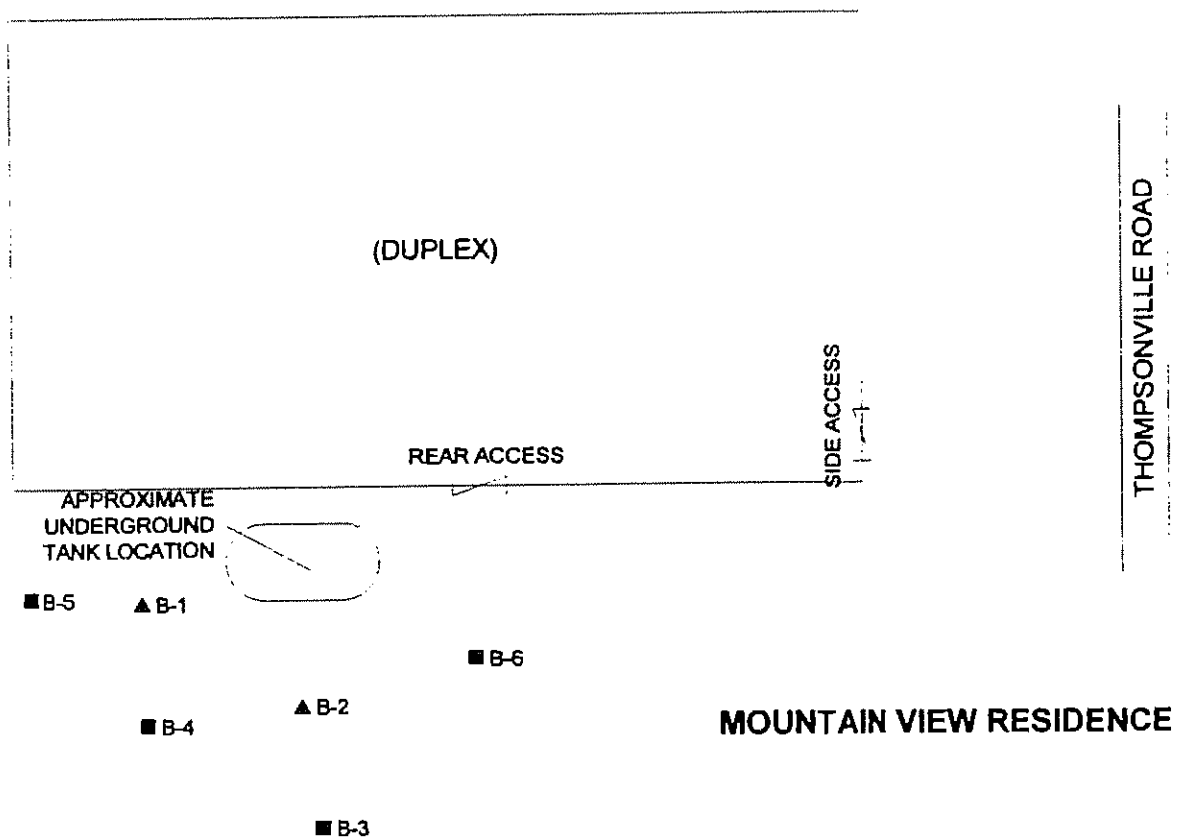 (DUPLEX)
THOMPSONVILLE ROAD
SIDE ACCESS
REAR ACCESS
APPROXIMATE
UNDERGROUND
TANK LOCATION
B-5
B-1
B-6
B-2
B-4
MOUNTAIN VIEW RESIDENCE
B-3